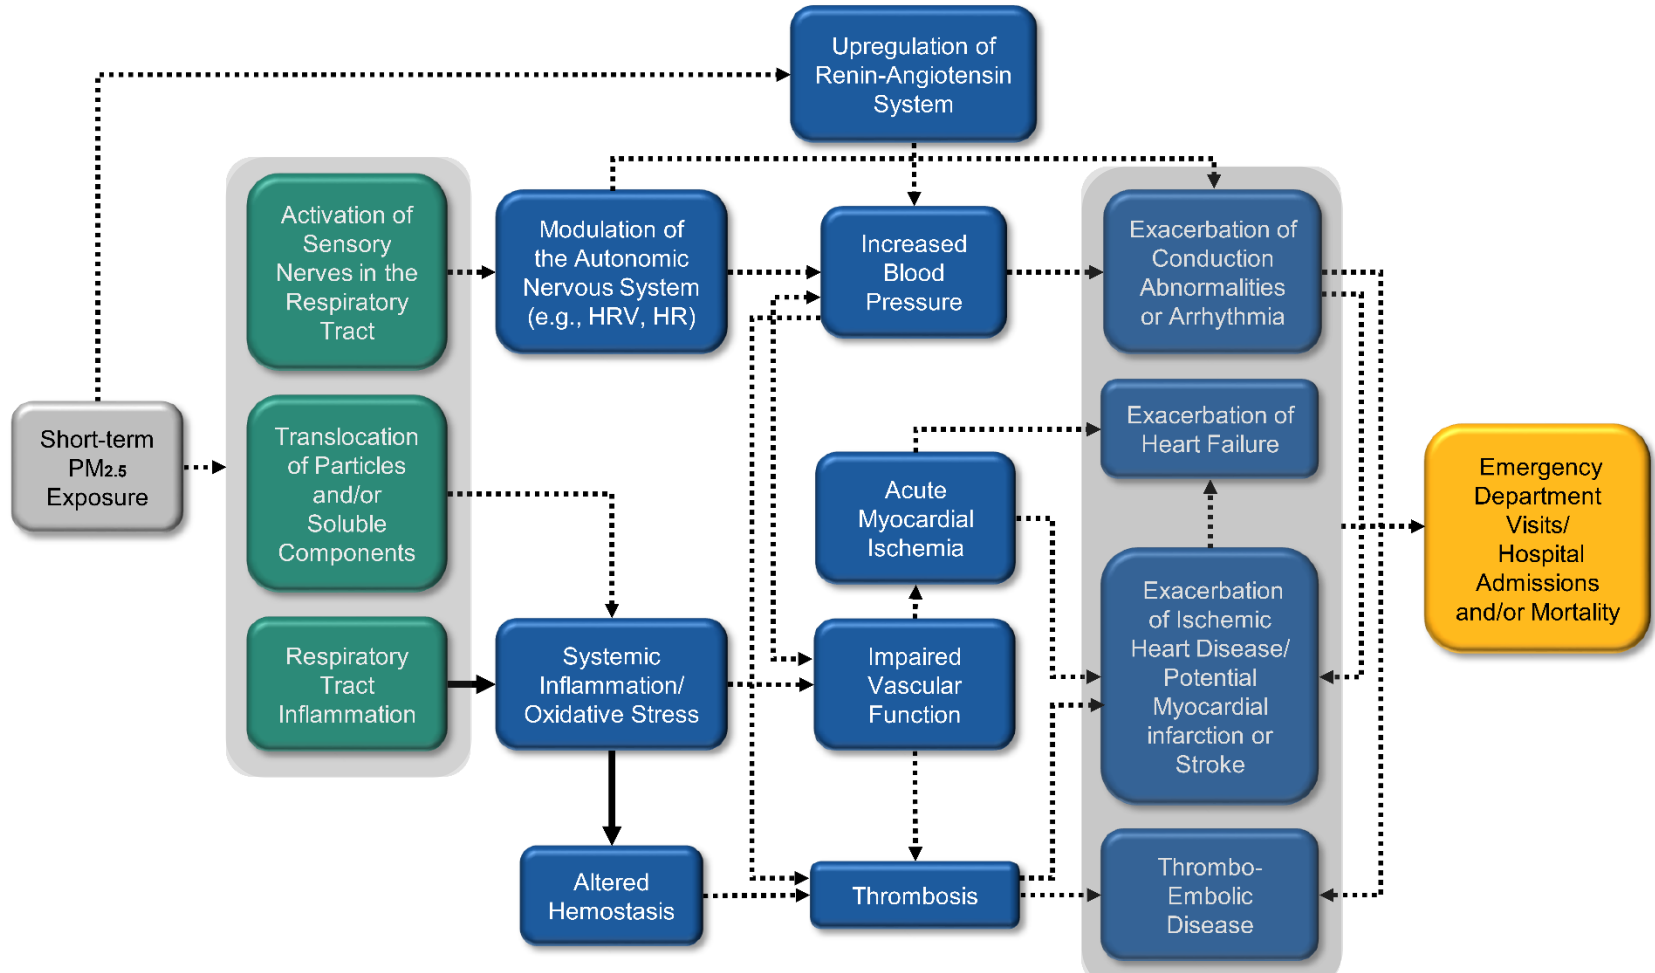 Upregulation of
Renin-Angiotensin
System
Activation of
Sensory
Nerves in the
Respiratory
Tract
Modulation of
the Autonomic
Nervous System
(e.g., HRV, HR)
Increased
Blood
Pressure
Exacerbation of
Conduction
Abnormalities
or Arrhythmia
Short-term
PM2.5
Exposure
Translocation
of Particles
and/or
Soluble
Components
Acute
Myocardial
Ischemia
Exacerbation of
Heart Failure
Emergency
Department
Visits/
Hospital
Admissions
and/or Mortality
Respiratory
Tract
Inflammation
Systemic
Inflammation/
Oxidative Stress
Impaired
Vascular
Function
Exacerbation
of Ischemic
Heart Disease/
Potential
Myocardial
infarction or
Stroke
Altered
Hemostasis
Thrombosis
Thrombo-
Embolic
Disease